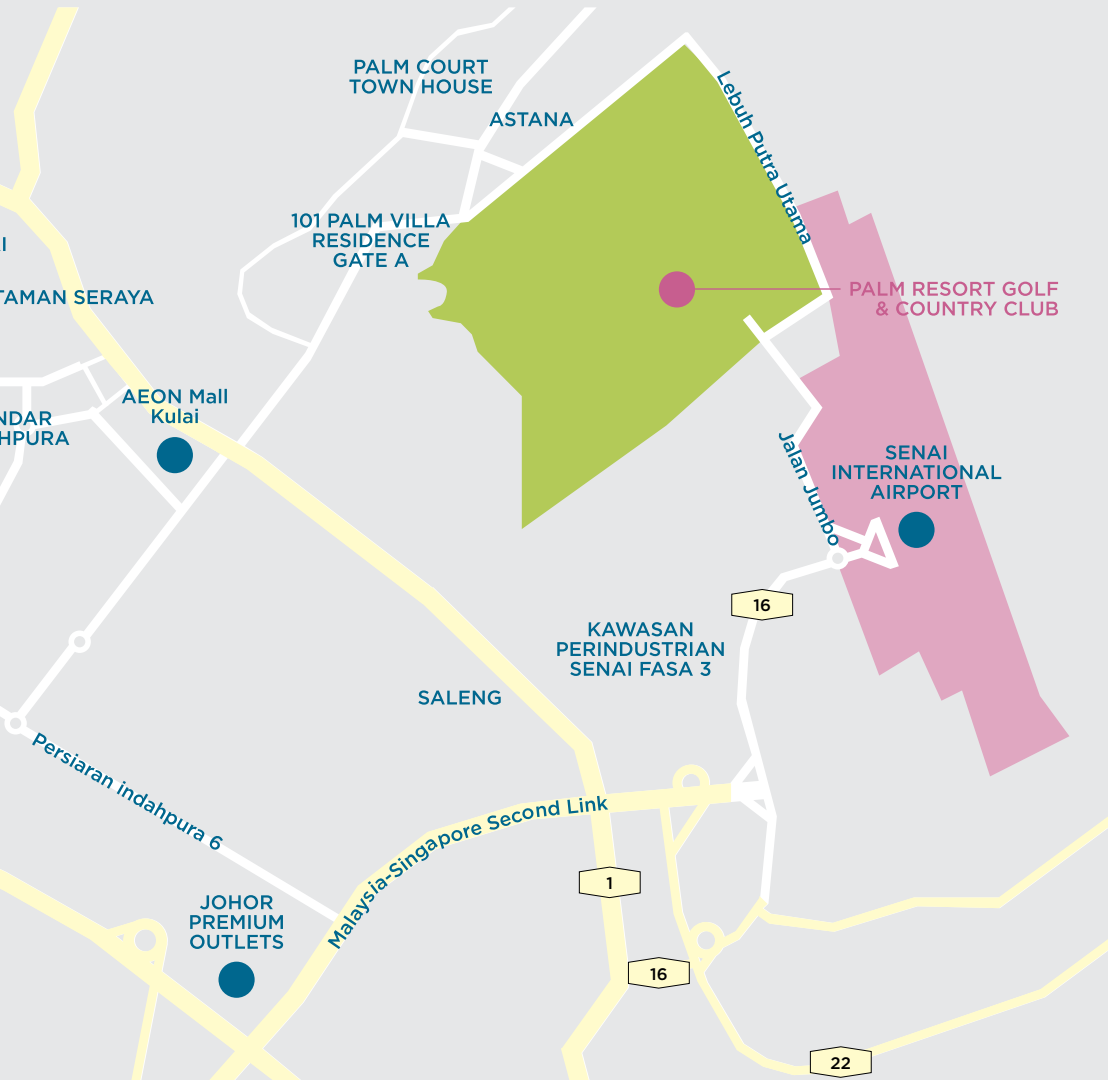 PALM COURT
TOWN HOUSE
ASTANA
Lebuh Putra Utama
101 PALM VILLA
RESIDENCE
GATE A
TAMAN SERAYA
PALM RESORT GOLF
& COUNTRY CLUB
AEON Mall
Kulai
NDAR
HPURA
Jalan Jumbo
SENAI
INTERNATIONAL
AIRPORT
16
KAWASAN
PERINDUSTRIAN
SENAI FASA 3
SALENG
Persiaran indahpura 6
Malaysia-Singapore Second Link
1
JOHOR
PREMIUM
OUTLETS
16
22